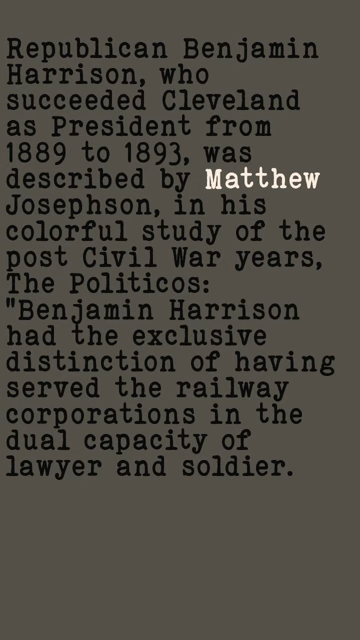 Republican Benjamin
Harrison, who
succeeded Cleveland
as President from
1889 to 1893, was
described by Matthew
Josephson, in his
colorful study of the
post Civil War years,
The Politicos:
"Benjamin Harrison
had the exclusive
distinction of having
served the railway
corporations in the
dual capacity of
lawyer and soldier.